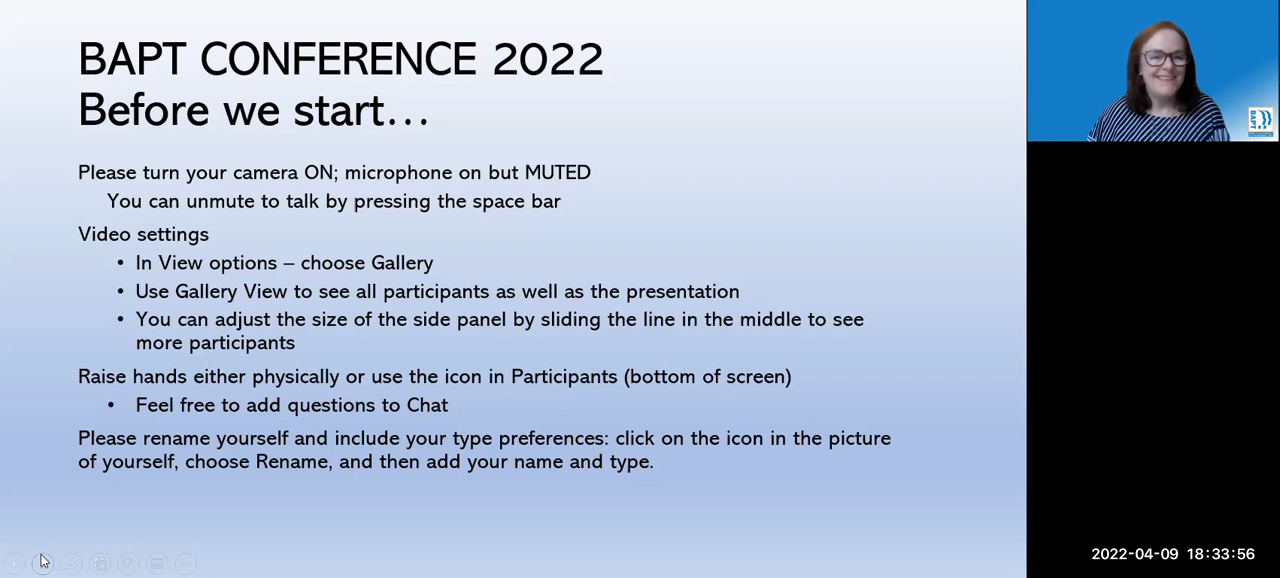 BAPT CONFERENCE 2022
Before we start…
Please turn your camera ON; microphone on but MUTED
You can unmute to talk by pressing the space bar
Video settings
• In View options – choose Gallery
• Use Gallery View to see all participants as well as the presentation
• You can adjust the size of the side panel by sliding the line in the middle to see
more participants
Raise hands either physically or use the icon in Participants (bottom of screen)
• Feel free to add questions to Chat
Please rename yourself and include your type preferences: click on the icon in the picture
of yourself, choose Rename, and then add your name and type.
BAPT
2022-04-09 18:33:56